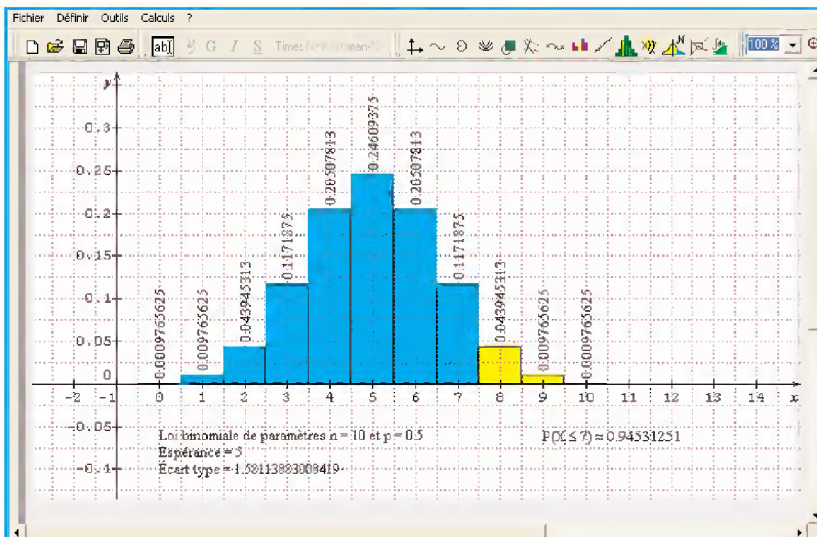 Fichier Définir Outils Calculs ?
abI G I S Times New Roman 100 %
y
0.3
0.25
0.2
0.15
0.1
0.05
0
-0.05
-0.1
0.0009765625
0.009765625
0.043945313
0.1171875
0.20507813
0.24609375
0.20507813
0.1171875
0.043945313
0.009765625
0.0009765625
-2 -1 0 1 2 3 4 5 6 7 8 9 10 11 12 13 14 x
Loi binomiale de paramètres n = 10 et p = 0.5
Espérance = 5
Écart type = 1.58113883008419
P(X ≤ 7) ≈ 0.94531251